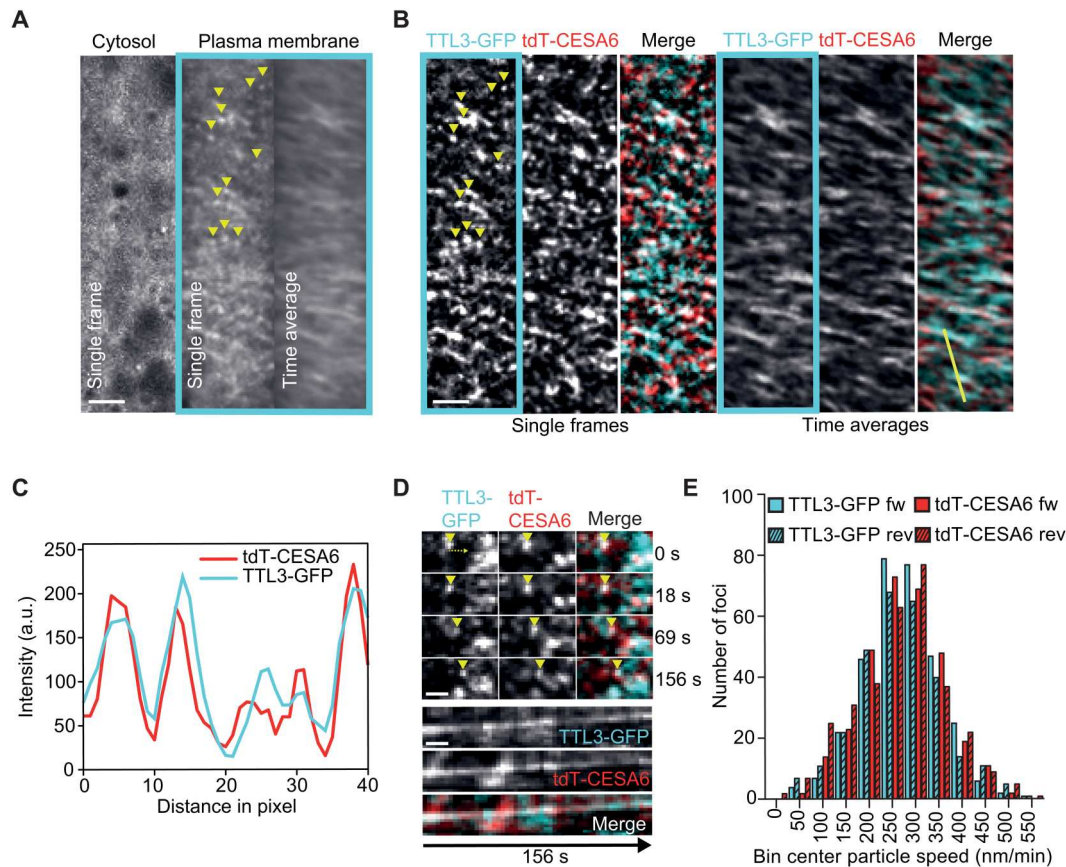 A
Cytosol
Plasma membrane
Single frame
Single frame
Time average
B
TTL3-GFP tdT-CESA6 Merge TTL3-GFP tdT-CESA6 Merge
Single frames Time averages
C
Intensity (a.u.)
250
200
150
100
50
0
tdT-CESA6
TTL3-GFP
0 10 20 30 40
Distance in pixel
D
TTL3-
GFP
tdT-
CESA6
Merge
0 s
18 s
69 s
156 s
TTL3-GFP
tdT-CESA6
Merge
156 s
E
Number of foci
100
80
60
40
20
0
TTL3-GFP fw tdT-CESA6 fw
TTL3-GFP rev tdT-CESA6 rev
0 50 100 150 200 250 300 350 400 450 500 550
Bin center particle speed (nm/min)